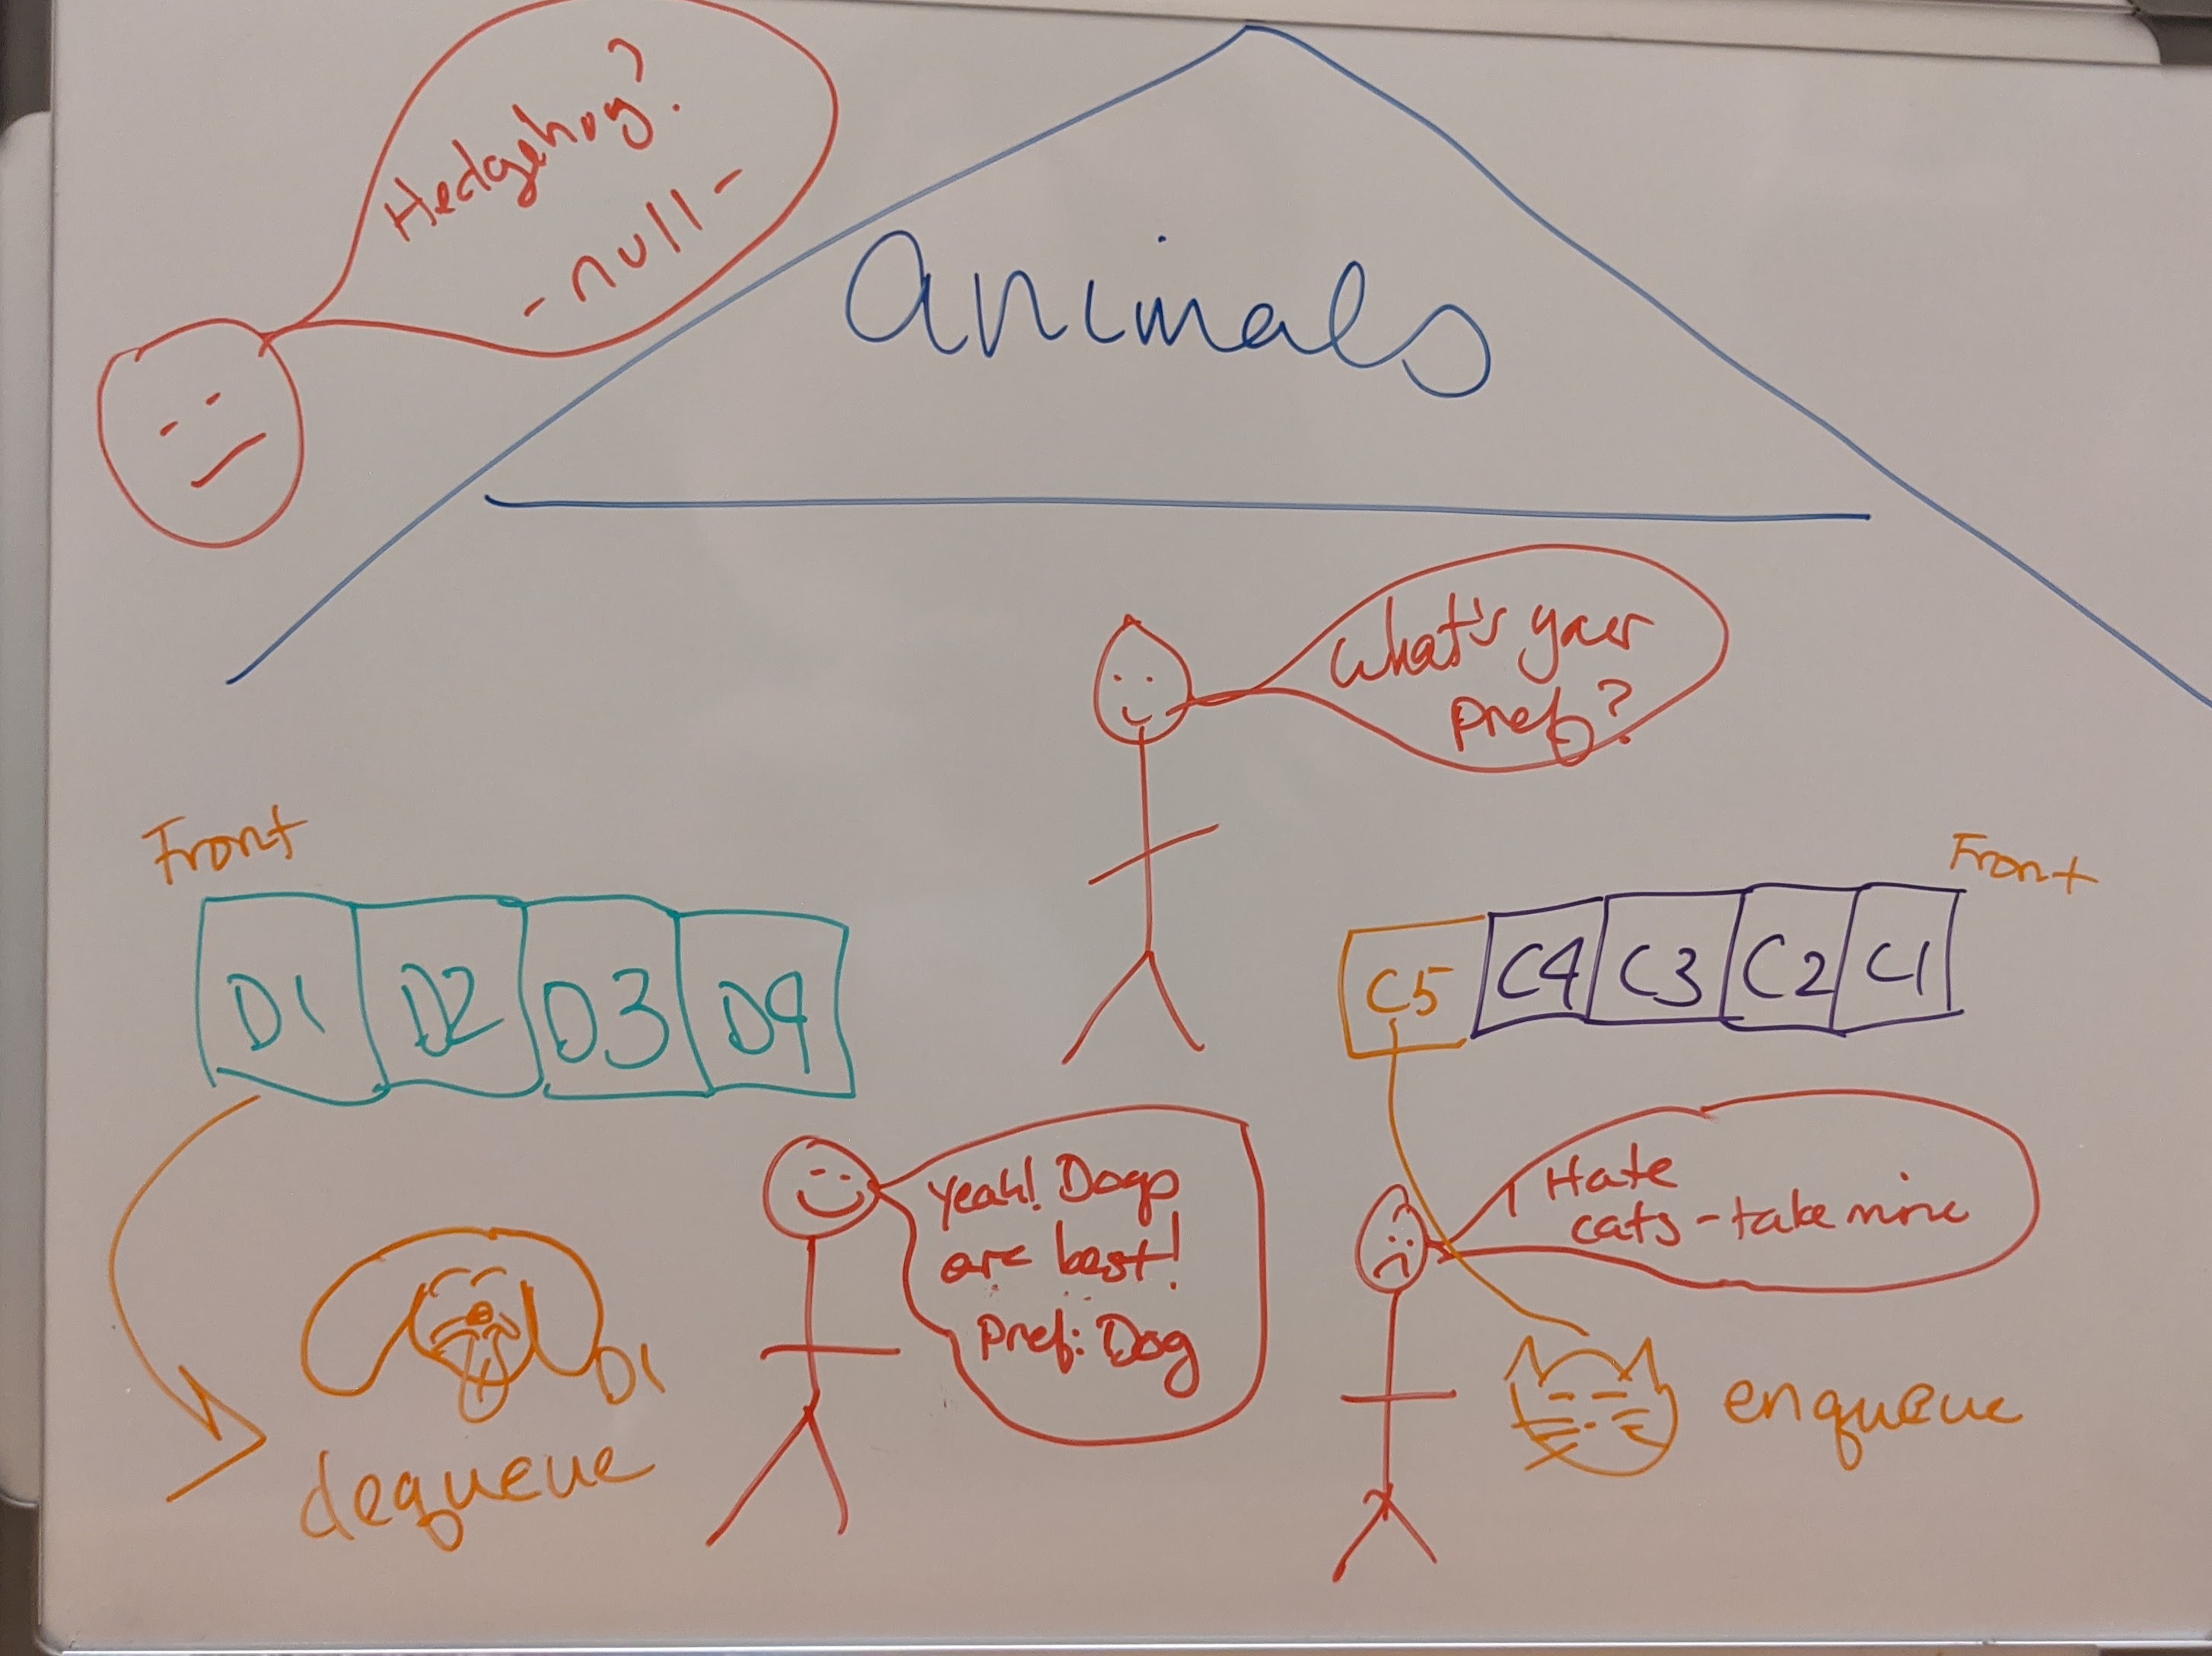 Hedgehog?
- null -
animals
What's your
pref?
Front
Front
D1 D2 D3 D4
C5 C4 C3 C2 C1
Yeah! Dogs
are best!
Pref: Dog
Hate
cats - take mine
D1
dequeue
enqueue